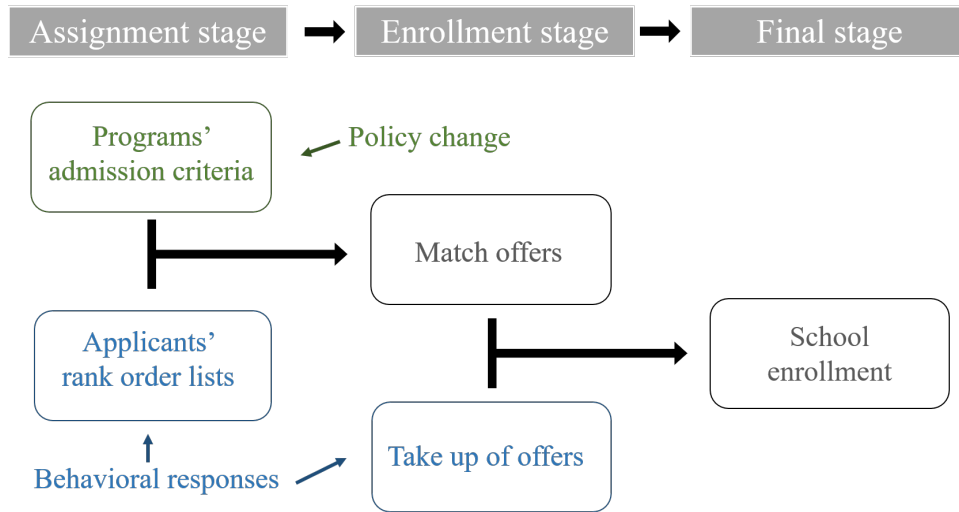 Assignment stage
Enrollment stage
Final stage
Programs’
admission criteria
Policy change
Match offers
Applicants’
rank order lists
School
enrollment
Take up of offers
Behavioral responses